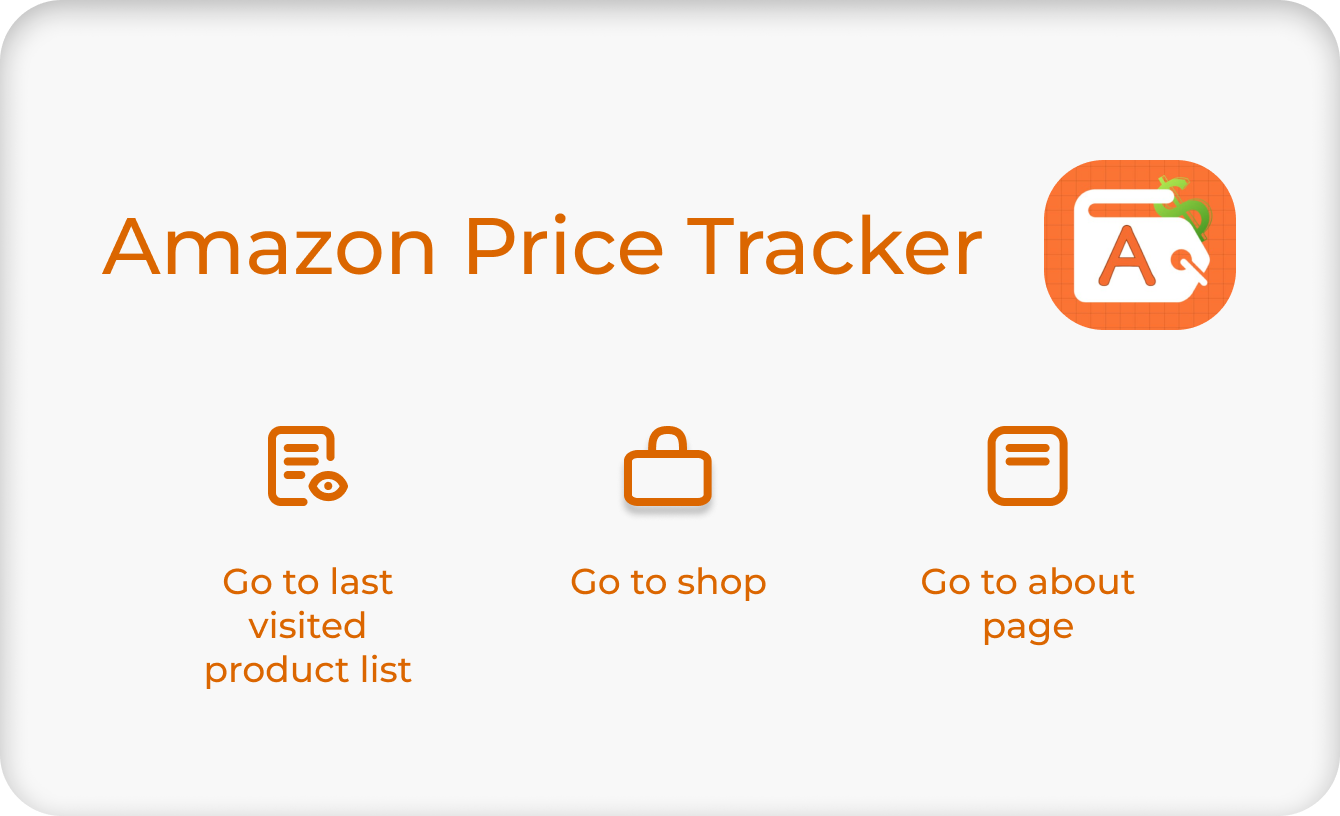 Amazon Price Tracker
$
A
Go to last
visited
product list
Go to shop
Go to about
page